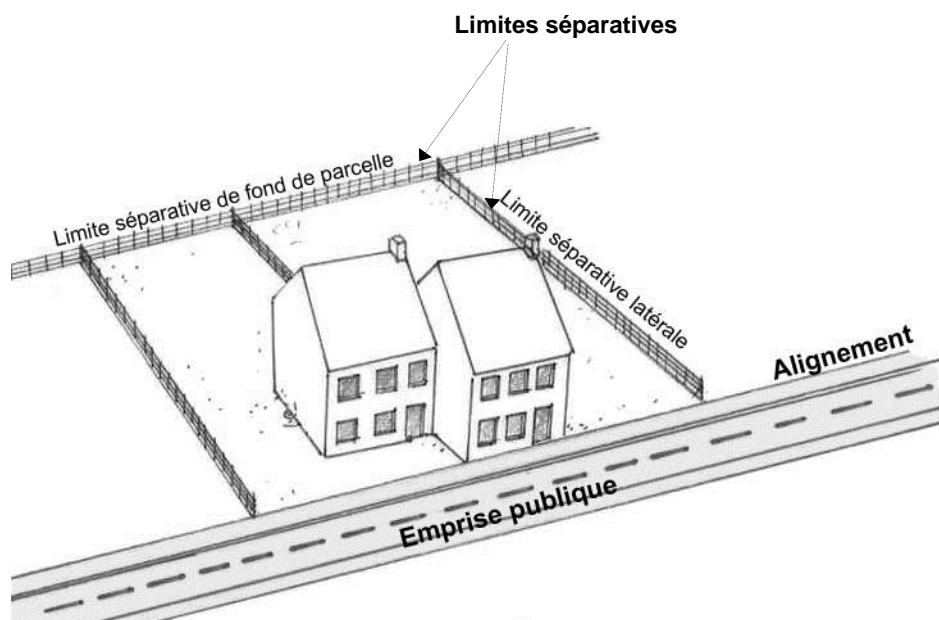 Limites séparatives
Limite séparative de fond de parcelle
Limite séparative latérale
Alignement
Emprise publique